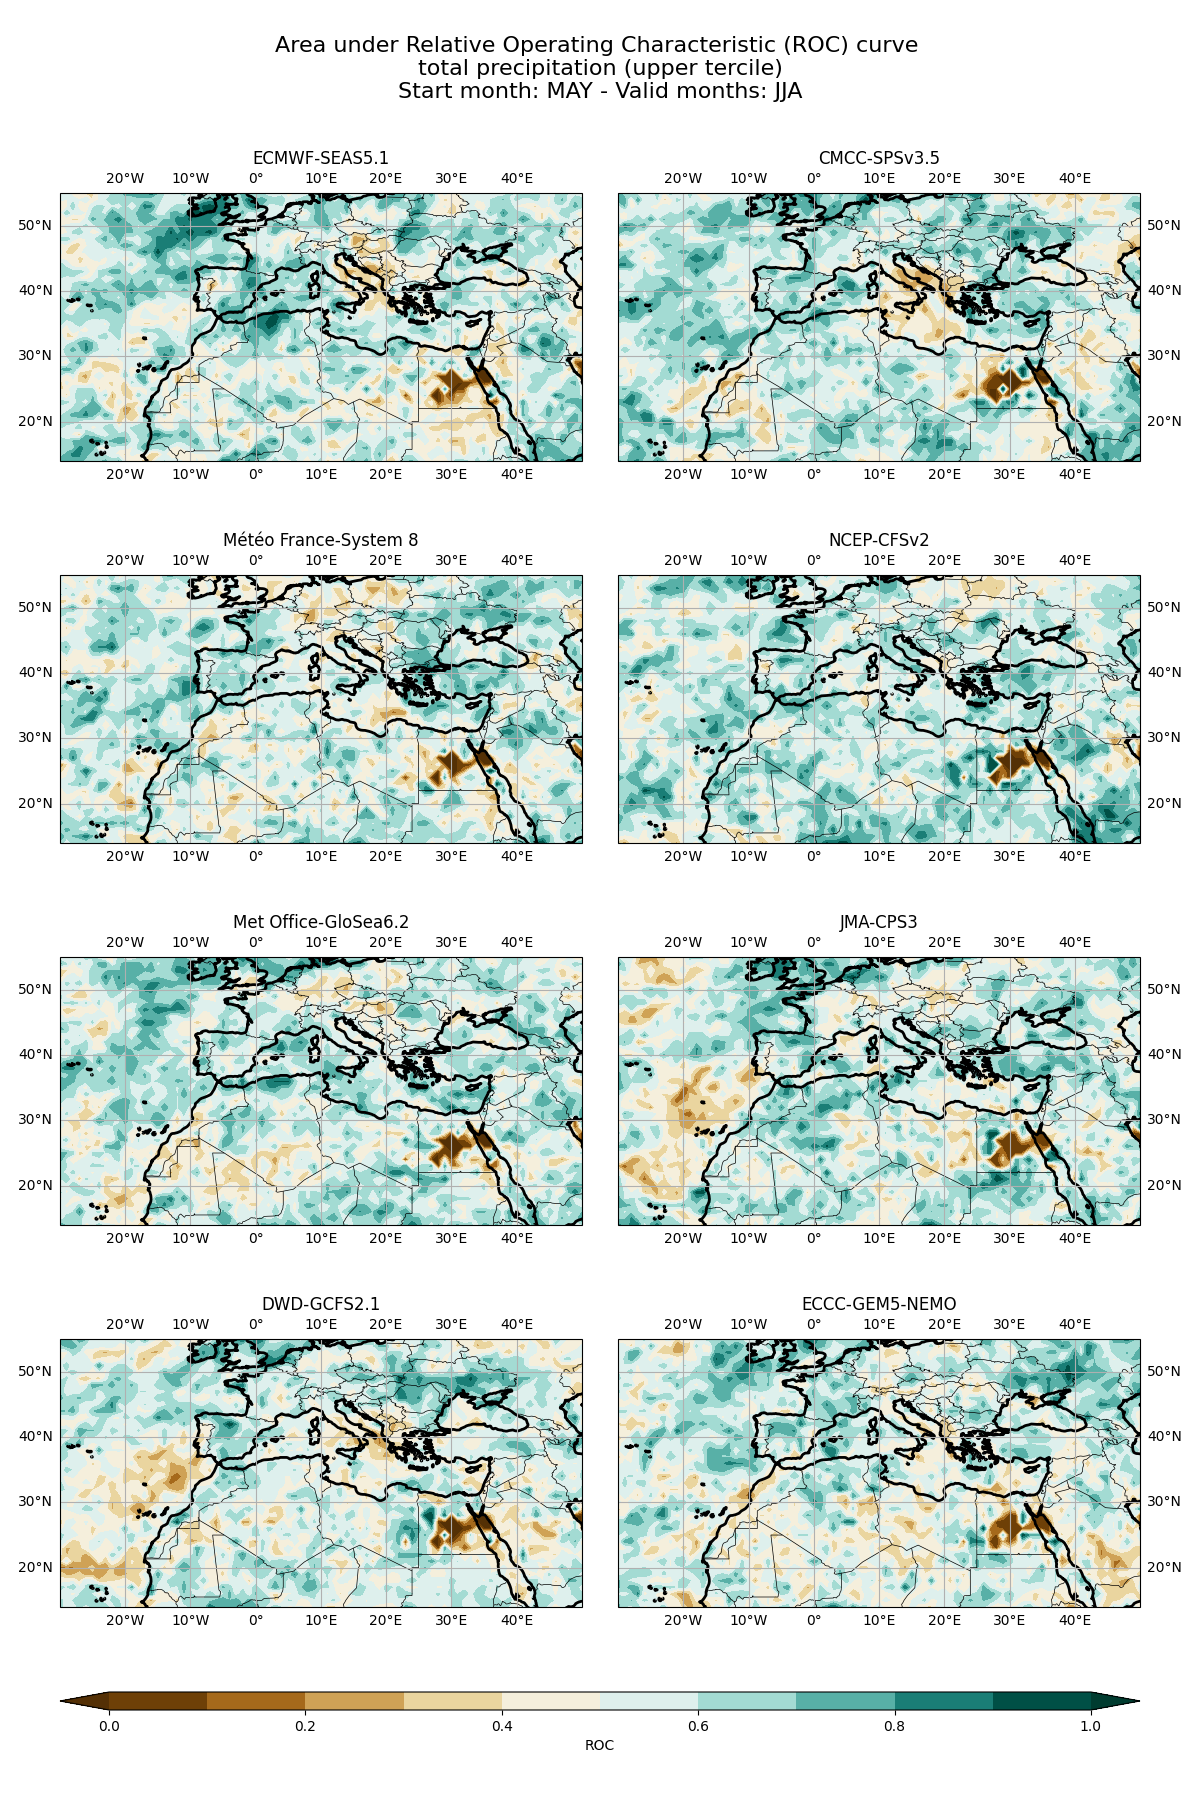 Area under Relative Operating Characteristic (ROC) curve
total precipitation (upper tercile)
Start month: MAY - Valid months: JJA
ECMWF-SEAS5.1
20°W 10°W 0° 10°E 20°E 30°E 40°E
50°N
40°N
30°N
20°N
20°W 10°W 0° 10°E 20°E 30°E 40°E
CMCC-SPSv3.5
20°W 10°W 0° 10°E 20°E 30°E 40°E
50°N
40°N
30°N
20°N
20°W 10°W 0° 10°E 20°E 30°E 40°E
Météo France-System 8
20°W 10°W 0° 10°E 20°E 30°E 40°E
50°N
40°N
30°N
20°N
20°W 10°W 0° 10°E 20°E 30°E 40°E
NCEP-CFSv2
20°W 10°W 0° 10°E 20°E 30°E 40°E
50°N
40°N
30°N
20°N
20°W 10°W 0° 10°E 20°E 30°E 40°E
Met Office-GloSea6.2
20°W 10°W 0° 10°E 20°E 30°E 40°E
50°N
40°N
30°N
20°N
20°W 10°W 0° 10°E 20°E 30°E 40°E
JMA-CPS3
20°W 10°W 0° 10°E 20°E 30°E 40°E
50°N
40°N
30°N
20°N
20°W 10°W 0° 10°E 20°E 30°E 40°E
DWD-GCFS2.1
20°W 10°W 0° 10°E 20°E 30°E 40°E
50°N
40°N
30°N
20°N
20°W 10°W 0° 10°E 20°E 30°E 40°E
ECCC-GEM5-NEMO
20°W 10°W 0° 10°E 20°E 30°E 40°E
50°N
40°N
30°N
20°N
20°W 10°W 0° 10°E 20°E 30°E 40°E
0.0 0.2 0.4 0.6 0.8 1.0
ROC